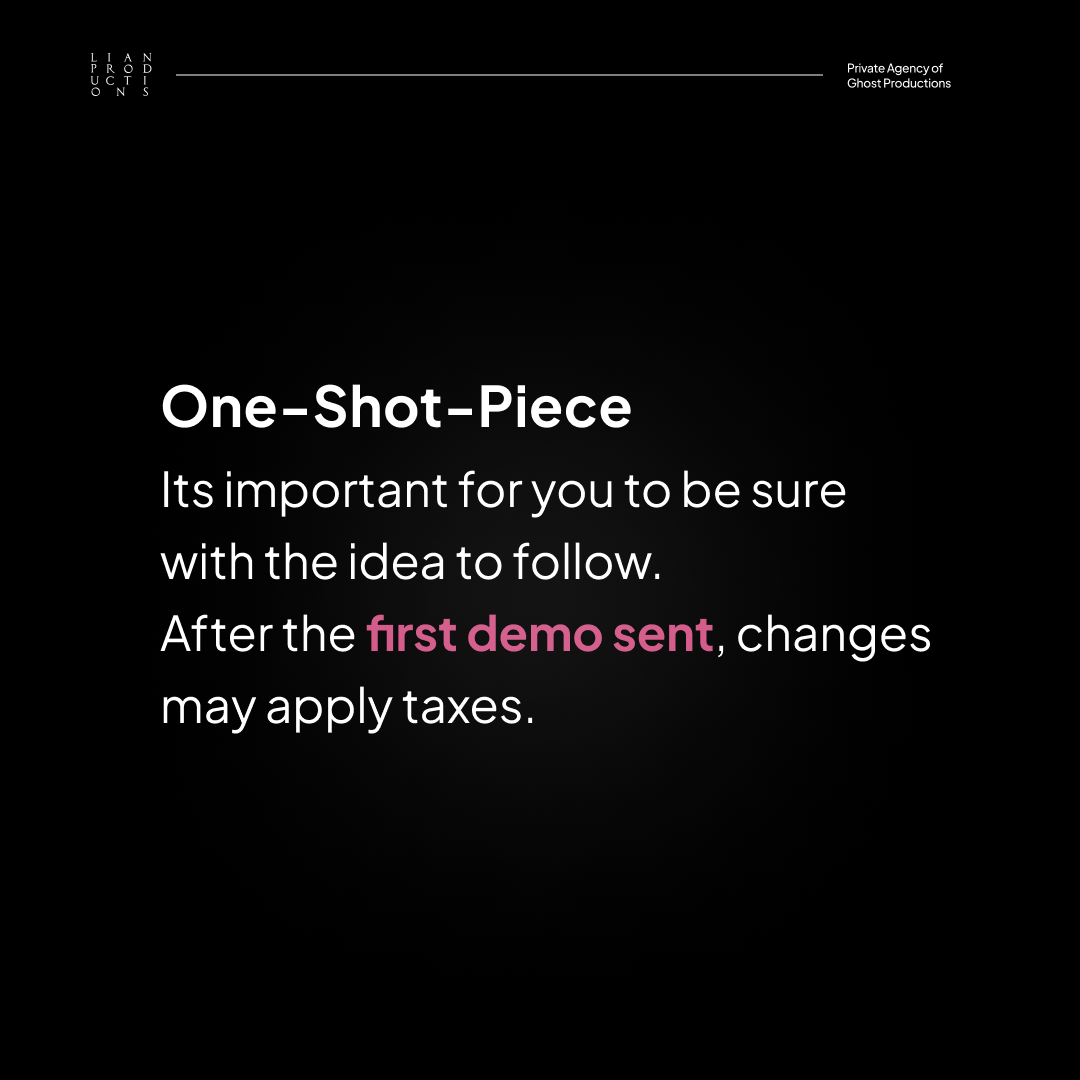 L I A N
P R O D
U C T I
O N S
Private Agency of
Ghost Productions
One-Shot-Piece
Its important for you to be sure
with the idea to follow.
After the first demo sent, changes
may apply taxes.